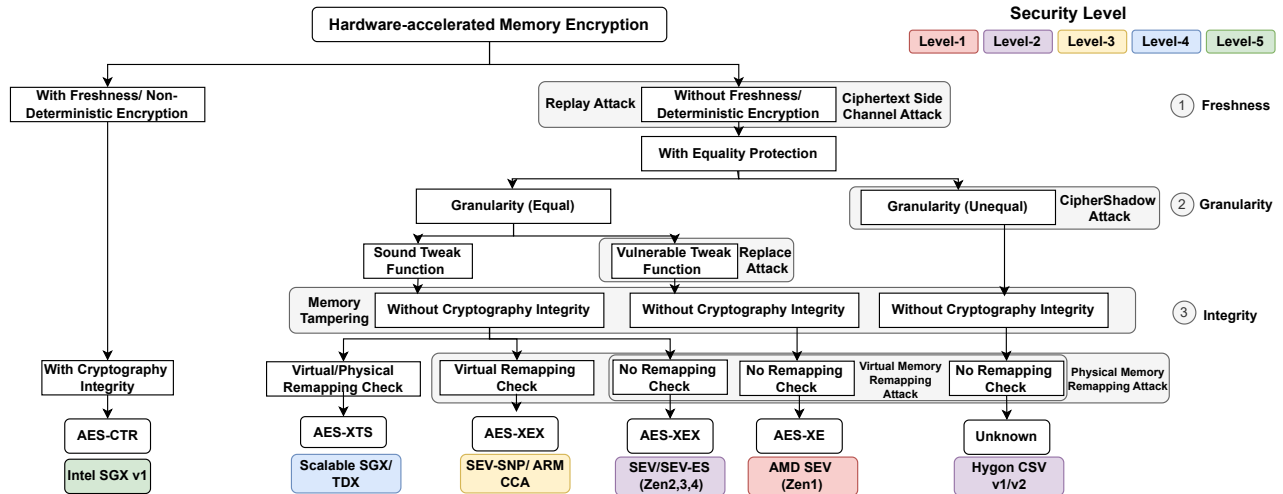 Hardware-accelerated Memory Encryption
Security Level
Level-1
Level-2
Level-3
Level-4
Level-5
With Freshness/ Non-
Deterministic Encryption
Replay Attack
Without Freshness/
Deterministic Encryption
Ciphertext Side
Channel Attack
1 Freshness
With Equality Protection
Granularity (Equal)
Granularity (Unequal)
CipherShadow
Attack
2 Granularity
Sound Tweak
Function
Vulnerable Tweak
Function
Replace
Attack
Memory
Tampering
Without Cryptography Integrity
Without Cryptography Integrity
Without Cryptography Integrity
3 Integrity
With Cryptography
Integrity
Virtual/Physical
Remapping Check
Virtual Remapping
Check
No Remapping
Check
No Remapping
Check
Virtual Memory
Remapping
Attack
No Remapping
Check
Physical Memory
Remapping Attack
AES-CTR
AES-XTS
AES-XEX
AES-XEX
AES-XE
Unknown
Intel SGX v1
Scalable SGX/
TDX
SEV-SNP/ ARM
CCA
SEV/SEV-ES
(Zen2,3,4)
AMD SEV
(Zen1)
Hygon CSV
v1/v2